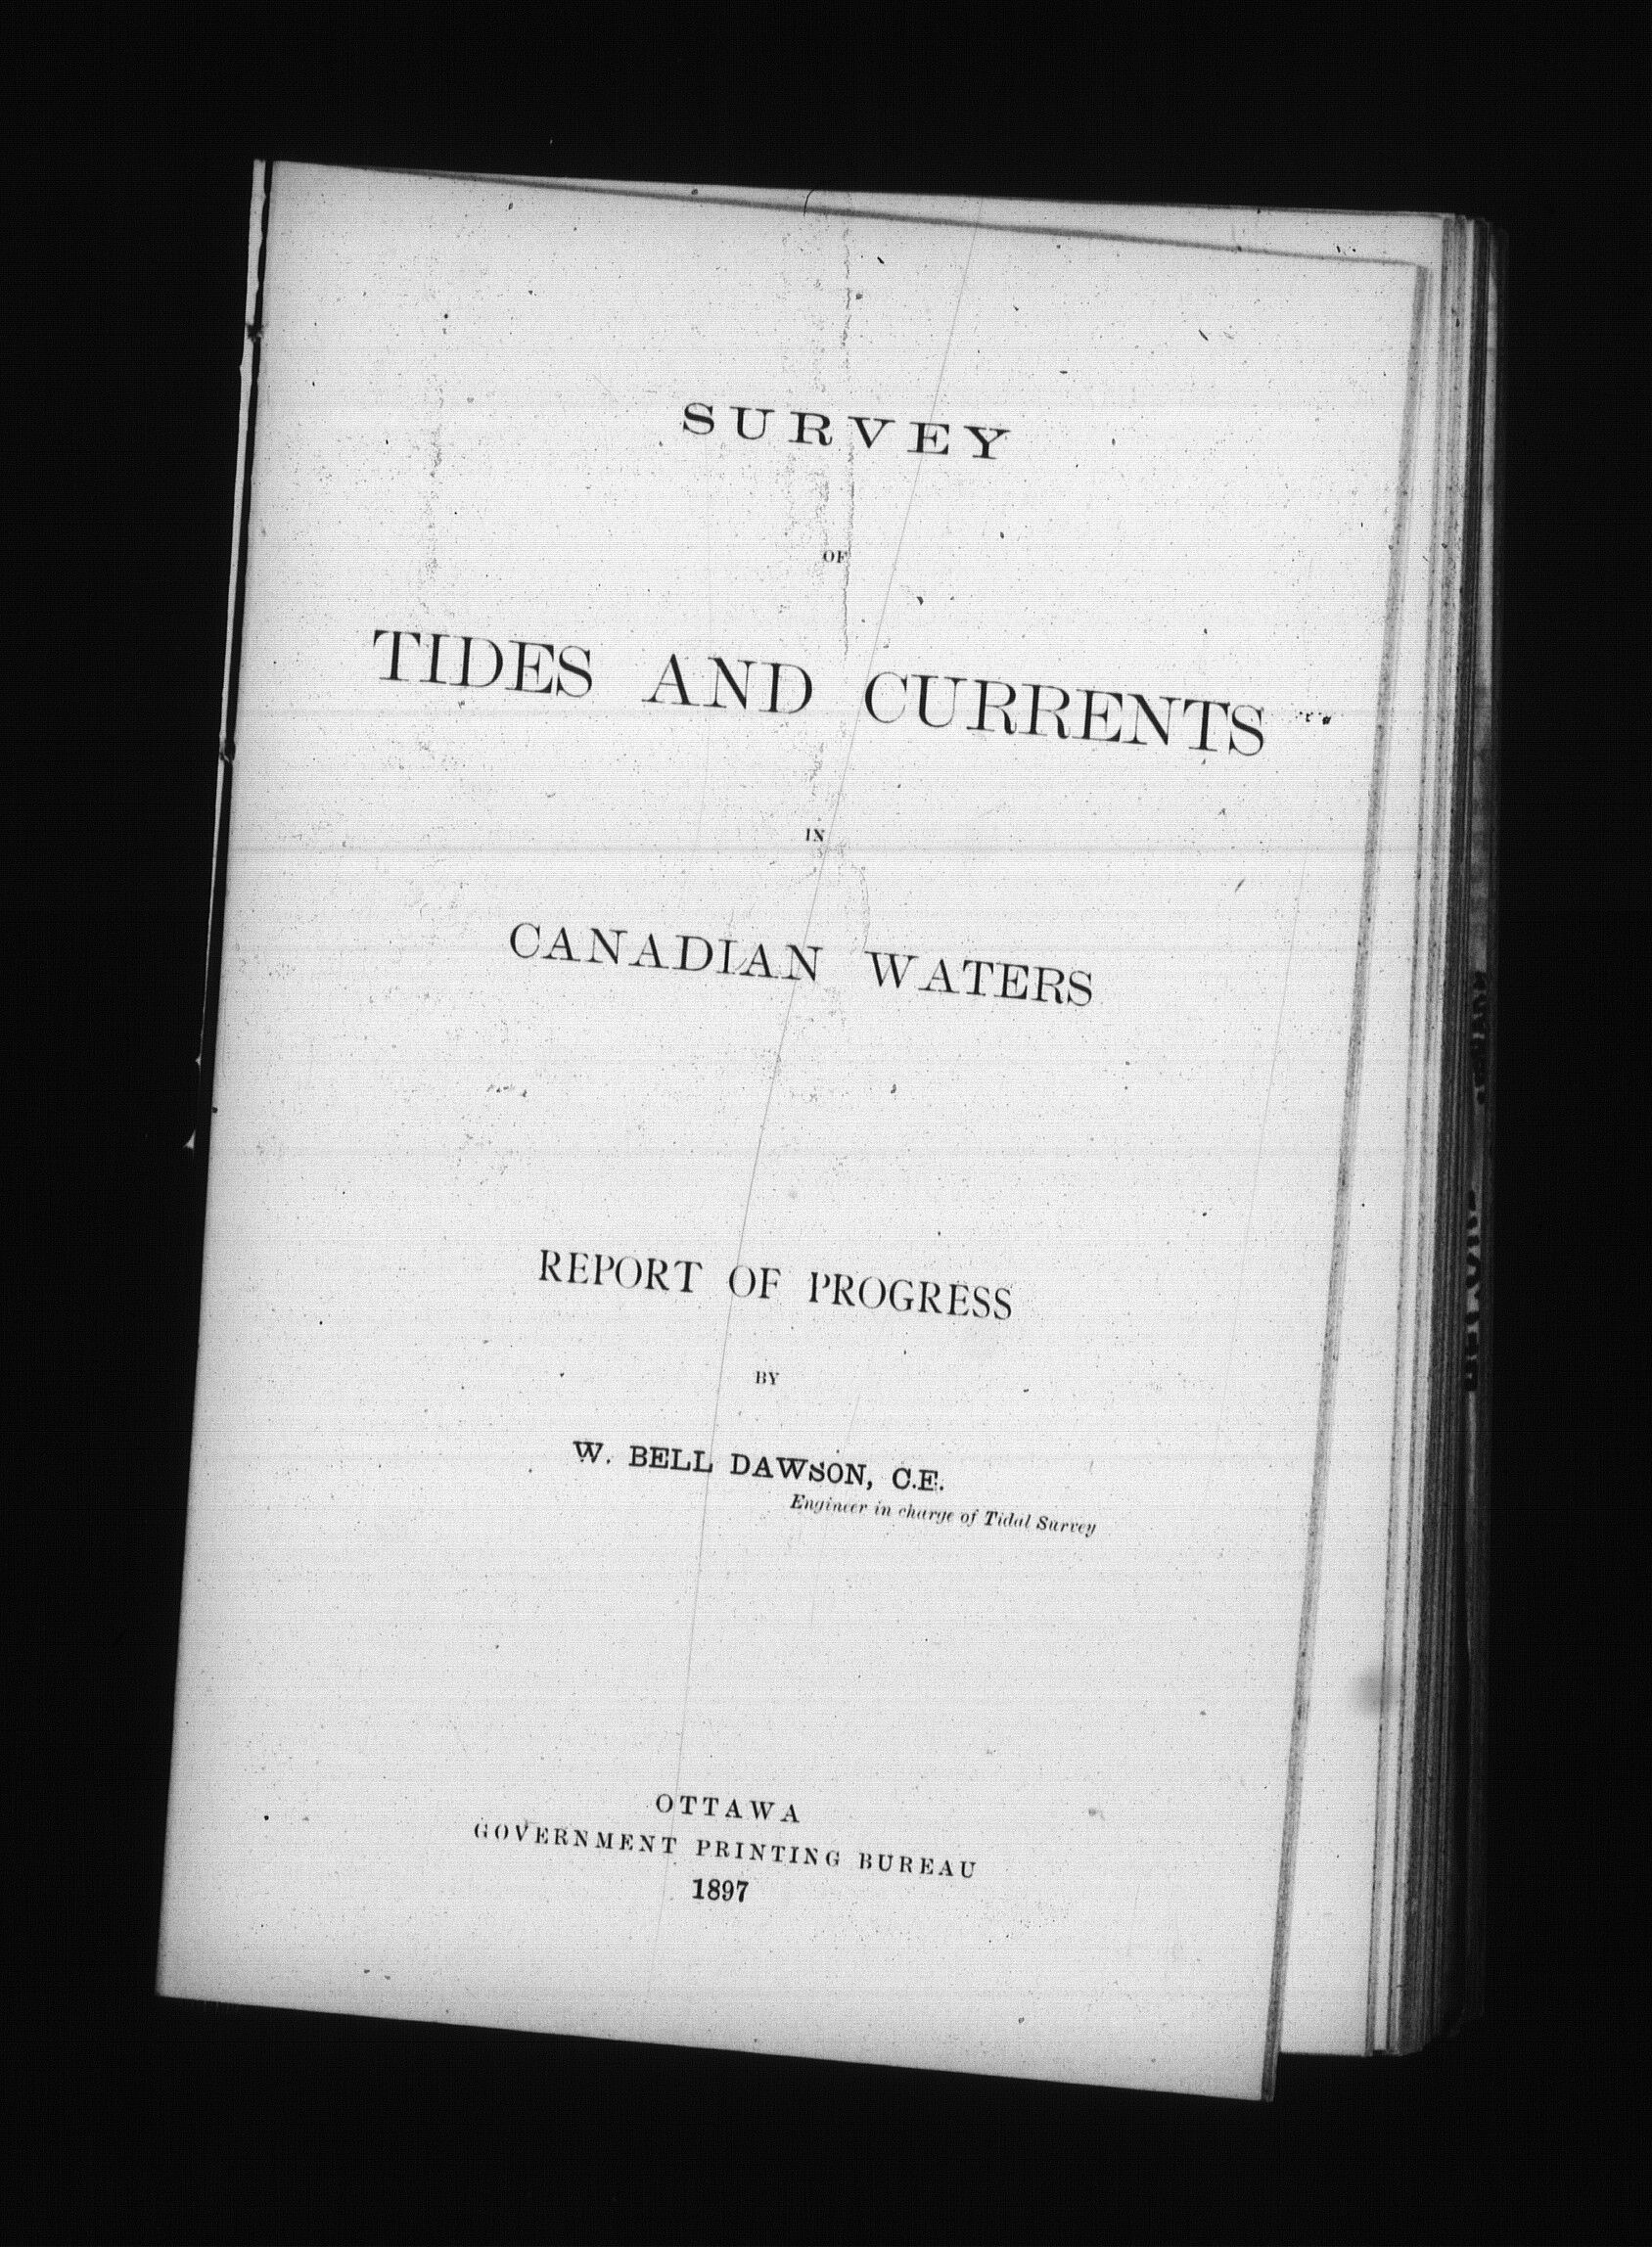 SURVEY
OF
TIDES AND CURRENTS
IN
CANADIAN WATERS
REPORT OF PROGRESS
BY
W. BELL DAWSON, C.E.
Engineer in charge of Tidal Survey
OTTAWA
GOVERNMENT PRINTING BUREAU
1897